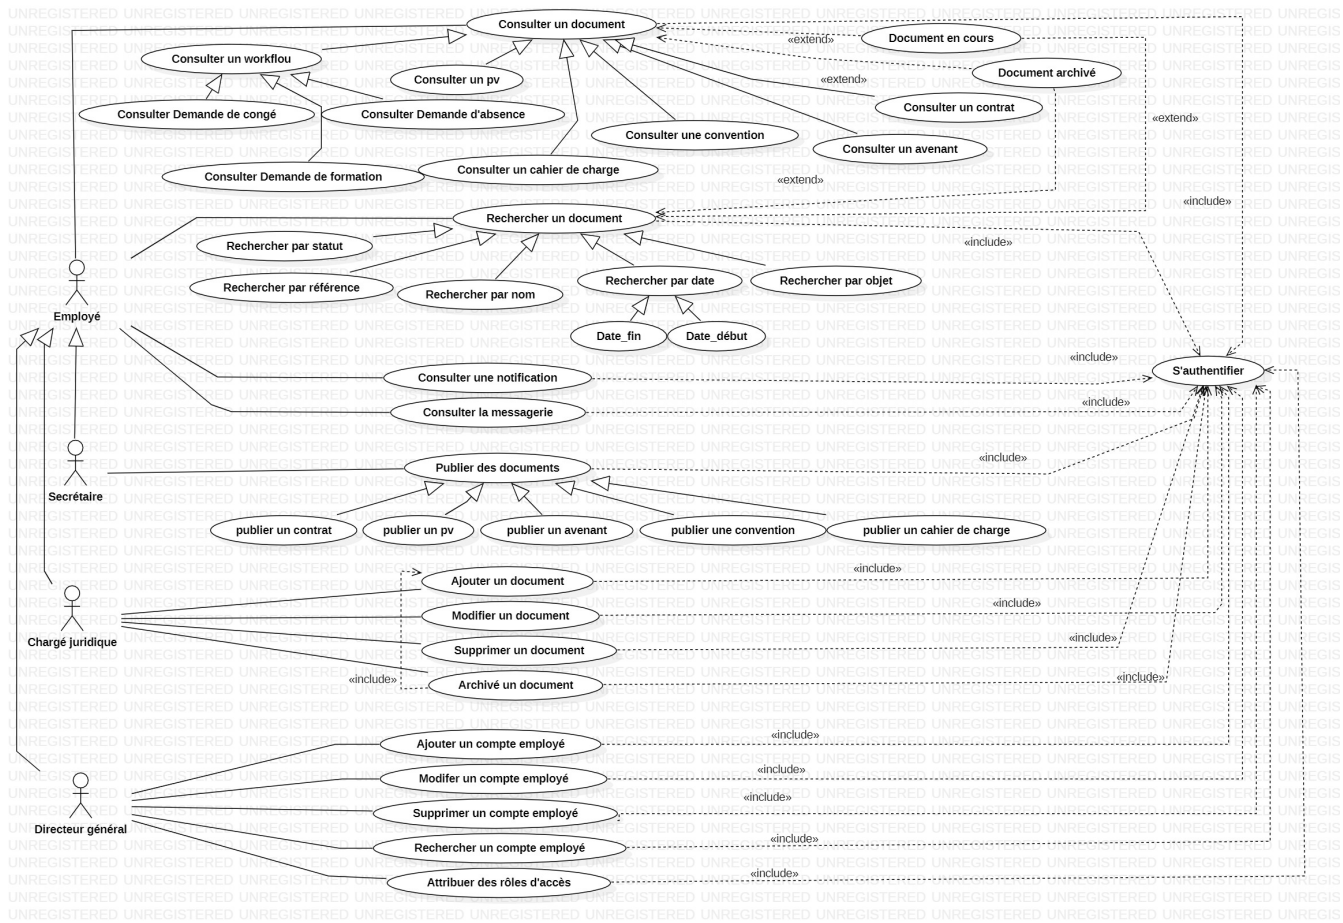 Consulter un document
Document en cours
«extend»
Consulter un workflou
Document archivé
Consulter un pv
«extend»
Consulter un contrat
Consulter Demande de congé
Consulter Demande d'absence
«extend»
Consulter une convention
Consulter un avenant
Consulter Demande de formation
Consulter un cahier de charge
«extend»
«include»
Rechercher un document
Rechercher par statut
«include»
Rechercher par référence
Rechercher par nom
Rechercher par date
Rechercher par objet
Employé
Date_fin
Date_début
«include»
S'authentifier
Consulter une notification
«include»
Consulter la messagerie
«include»
Publier des documents
Secrétaire
publier un contrat
publier un pv
publier un avenant
publier une convention
publier un cahier de charge
«include»
Ajouter un document
«include»
Modifier un document
Chargé juridique
«include»
Supprimer un document
«include»
«include»
Archivé un document
«include»
Ajouter un compte employé
«include»
Modifer un compte employé
«include»
Supprimer un compte employé
Directeur général
«include»
Rechercher un compte employé
«include»
Attribuer des rôles d'accès
UNREGISTERED